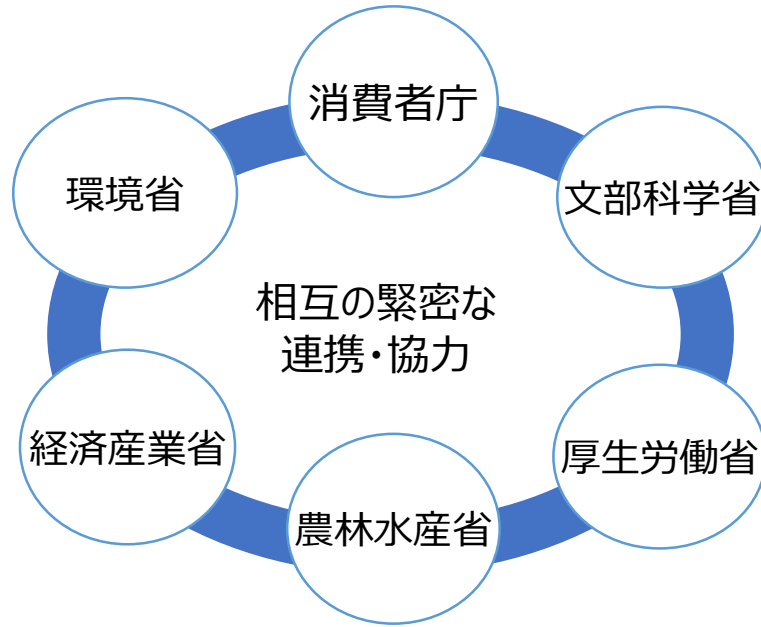 消費者庁
環境省
文部科学省
相互の緊密な
連携・協力
経済産業省
厚生労働省
農林水産省